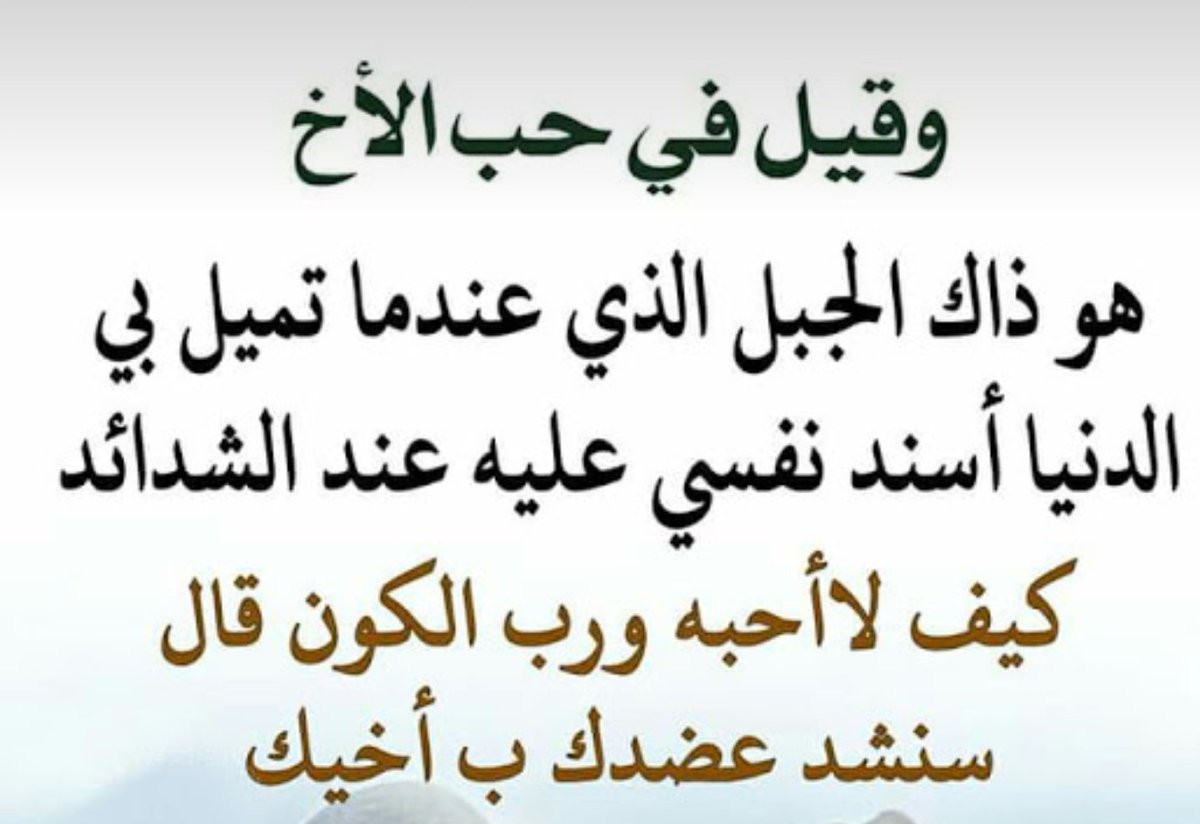 وقيل في حب الأخ
هو ذاك الجبل الذي عندما تميل بي
الدنيا أسند نفسي عليه عند الشدائد
كيف لاأحبه ورب الكون قال
سنشد عضدك ب أخيك